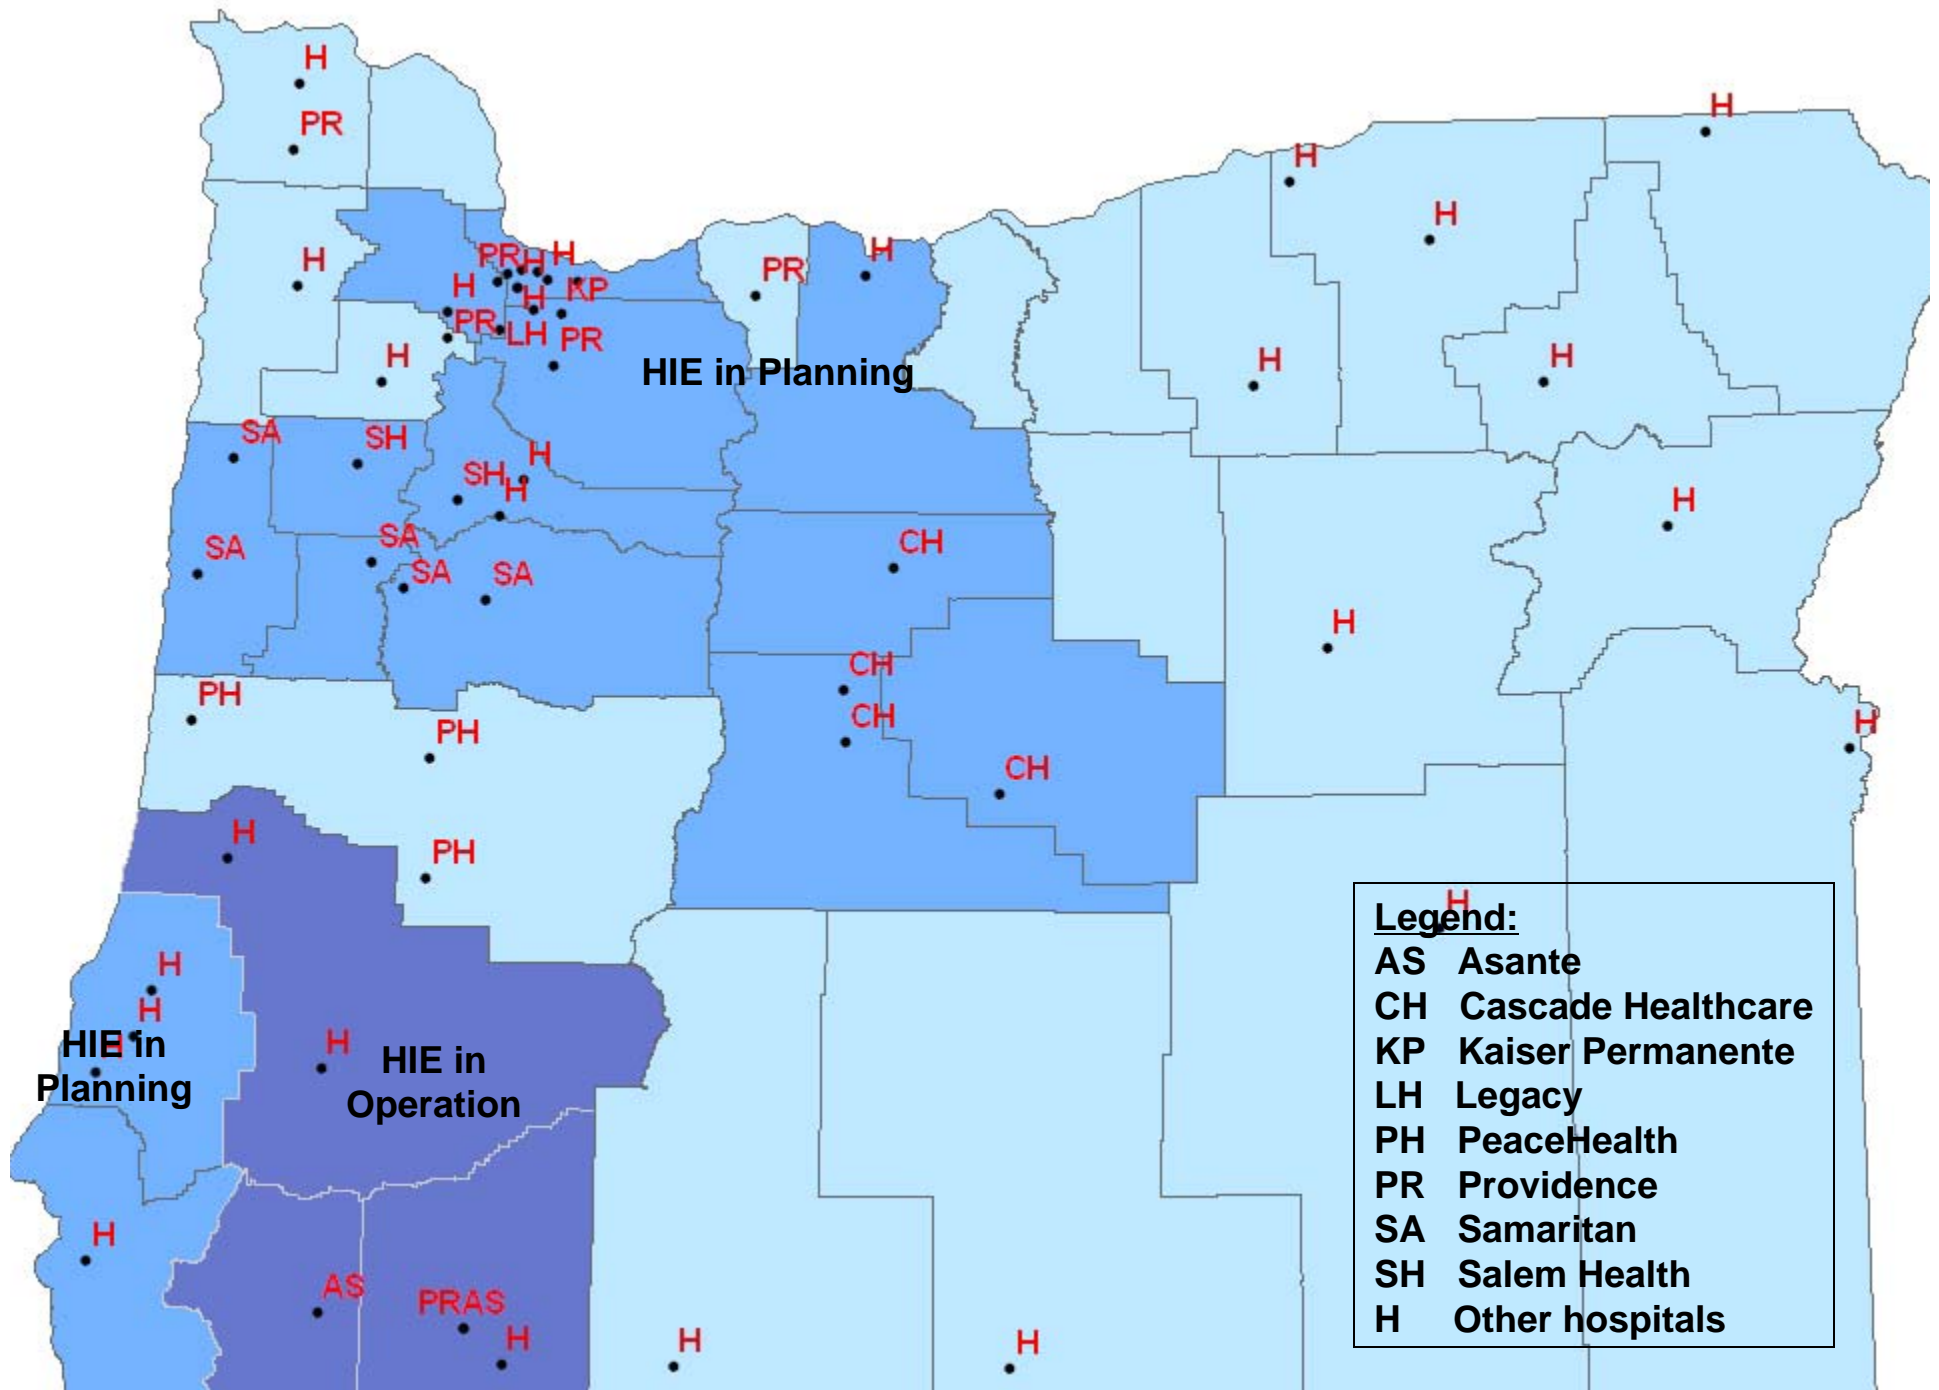 H
H
PR
H
H
H
H
PR
H
H
H
PR
H
H
KP
H
PR
LH
PR
H
H
H
HIE in Planning
SA
SH
H
SH
H
H
SA
SA
CH
SA
SA
H
CH
PH
CH
H
PH
CH
H
PH
H
H
H
H
HIE in
Planning
H
HIE in
Operation
H
AS
PRAS
H
H
H
Legend:
AS Asante
CH Cascade Healthcare
KP Kaiser Permanente
LH Legacy
PH PeaceHealth
PR Providence
SA Samaritan
SH Salem Health
H Other hospitals